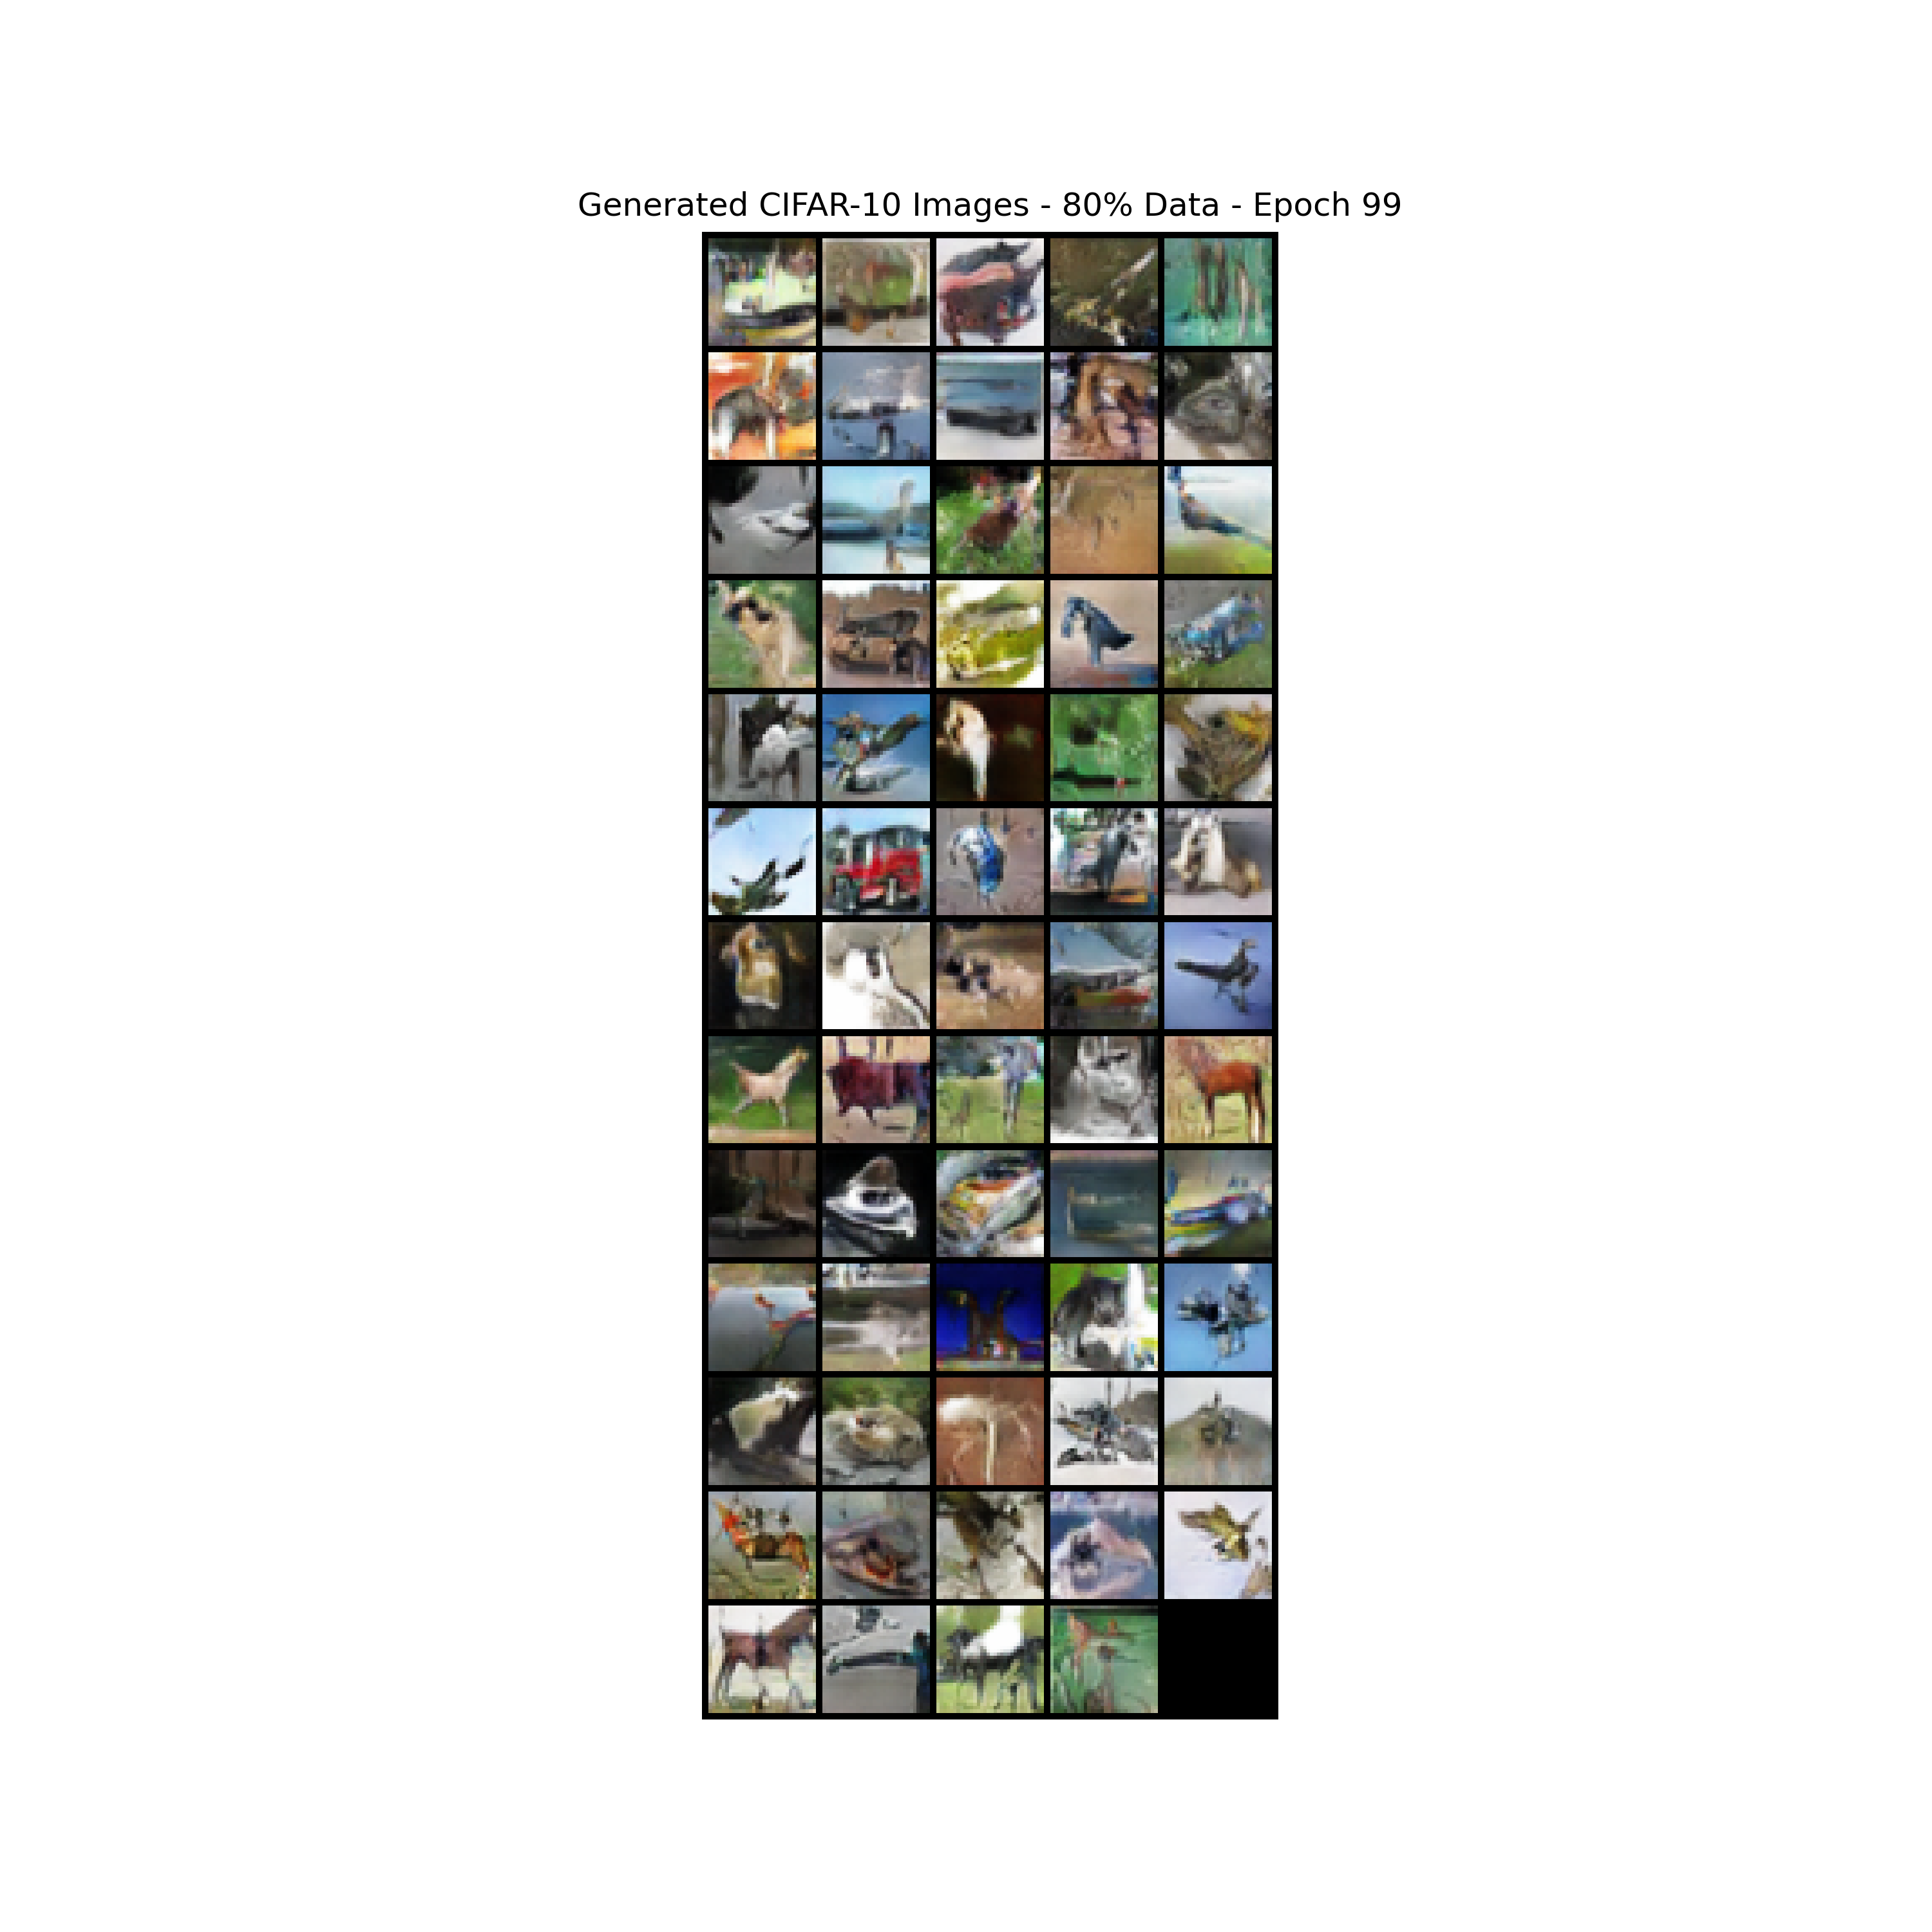 Generated CIFAR-10 Images - 80% Data - Epoch 99